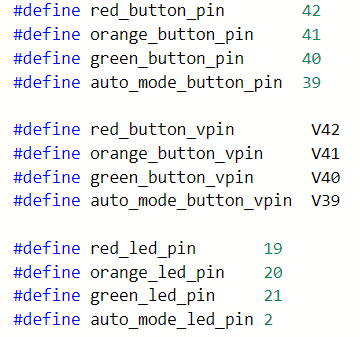 #define red_button_pin 42
#define orange_button_pin 41
#define green_button_pin 40
#define auto_mode_button_pin 39
#define red_button_vpin V42
#define orange_button_vpin V41
#define green_button_vpin V40
#define auto_mode_button_vpin V39
#define red_led_pin 19
#define orange_led_pin 20
#define green_led_pin 21
#define auto_mode_led_pin 2